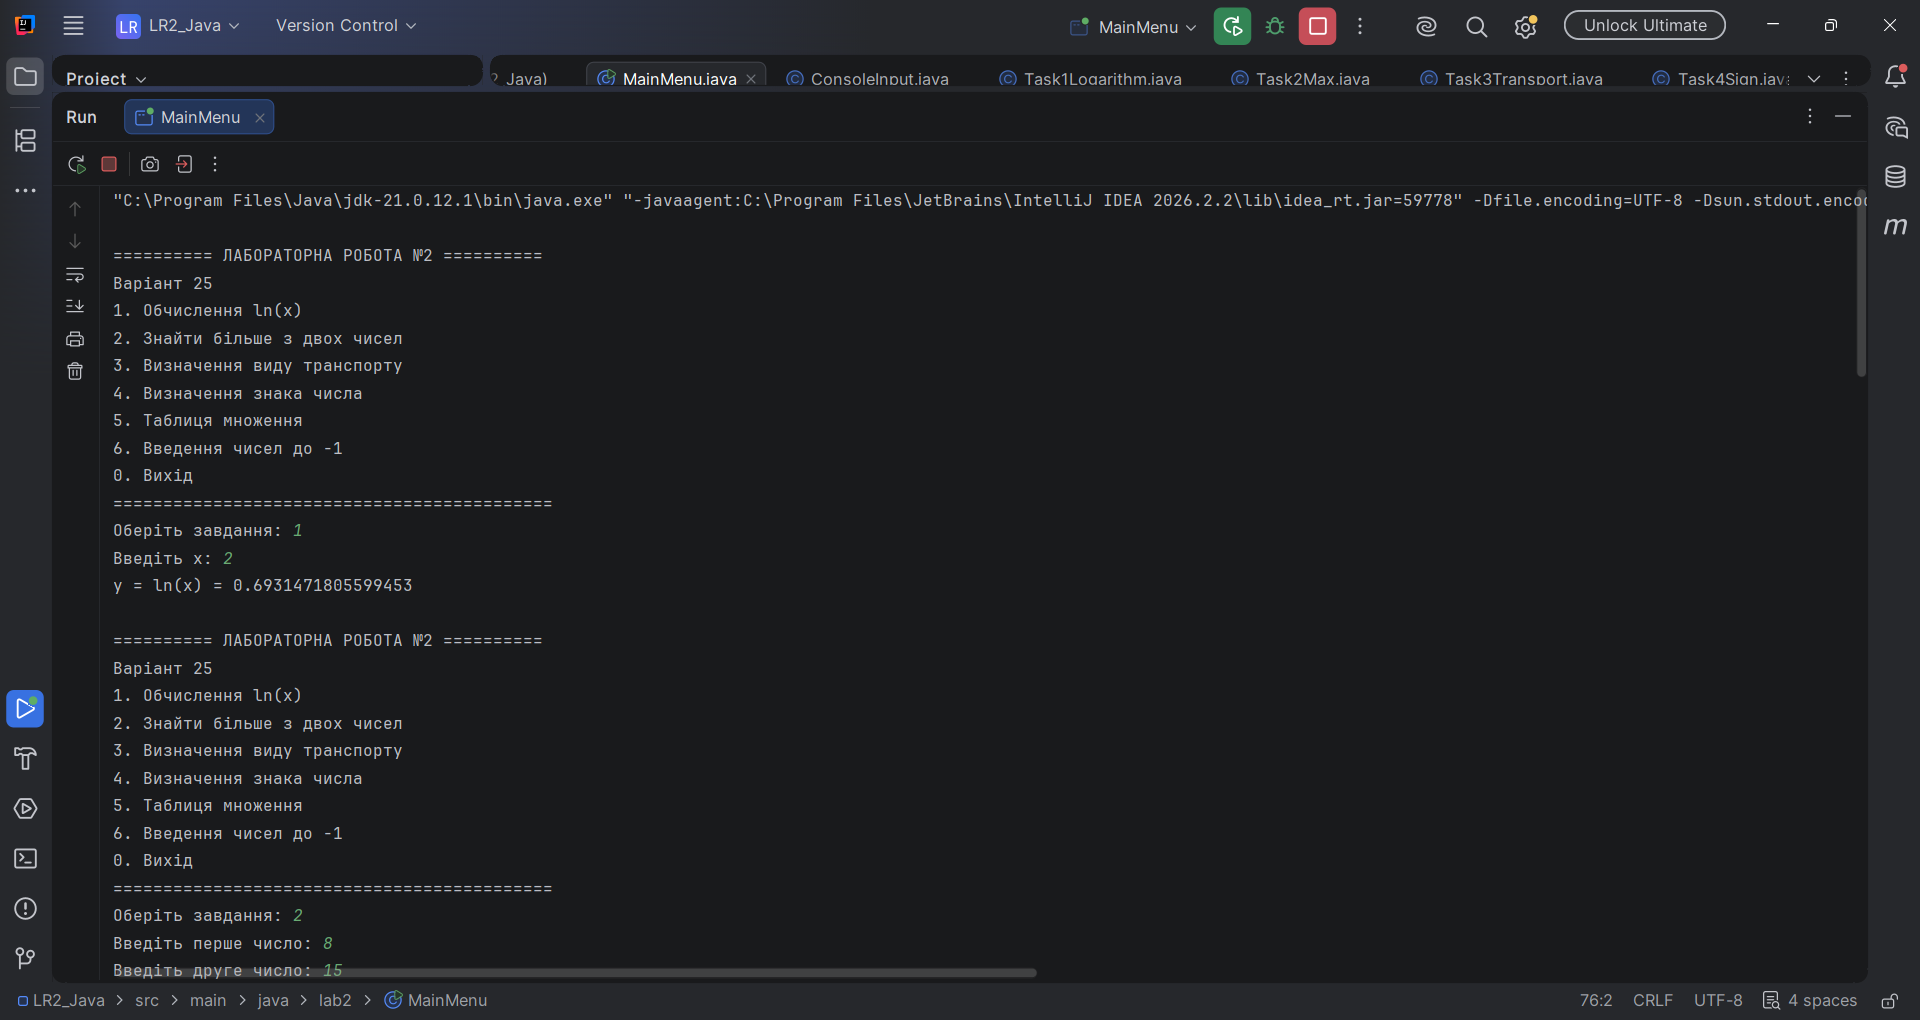 LR LR2_Java
Version Control
MainMenu
Unlock Ultimate
Project
Java)
MainMenu.java
ConsoleInput.java
Task1Logarithm.java
Task2Max.java
Task3Transport.java
Task4Sign.java
Run
MainMenu
"C:\Program Files\Java\jdk-21.0.12.1\bin\java.exe" "-javaagent:C:\Program Files\JetBrains\IntelliJ IDEA 2026.2.2\lib\idea_rt.jar=59778" -Dfile.encoding=UTF-8 -Dsun.stdout.enco
========== ЛАБОРАТОРНА РОБОТА №2 ==========
Варіант 25
1. Обчислення ln(x)
2. Знайти більше з двох чисел
3. Визначення виду транспорту
4. Визначення знака числа
5. Таблиця множення
6. Введення чисел до -1
0. Вихід
============================================
Оберіть завдання: 1
Введіть x: 2
y = ln(x) = 0.6931471805599453
========== ЛАБОРАТОРНА РОБОТА №2 ==========
Варіант 25
1. Обчислення ln(x)
2. Знайти більше з двох чисел
3. Визначення виду транспорту
4. Визначення знака числа
5. Таблиця множення
6. Введення чисел до -1
0. Вихід
============================================
Оберіть завдання: 2
Введіть перше число: 8
Введіть друге число: 15
LR2_Java > src > main > java > lab2 > MainMenu
76:2 CRLF UTF-8 4 spaces